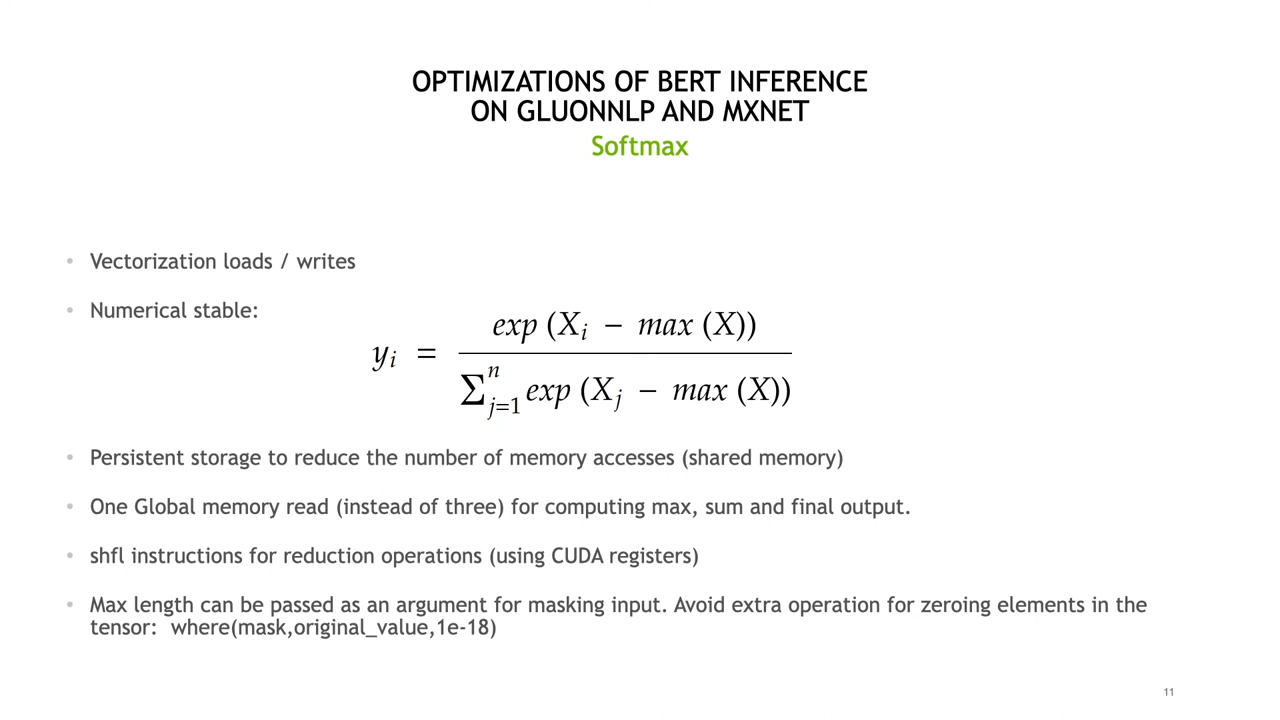 OPTIMIZATIONS OF BERT INFERENCE
ON GLUONNLP AND MXNET
Softmax
• Vectorization loads / writes
• Numerical stable:
y_i = \frac{exp (X_i − max (X))}{\sum_{j=1}^{n} exp (X_j − max (X))}
• Persistent storage to reduce the number of memory accesses (shared memory)
• One Global memory read (instead of three) for computing max, sum and final output.
• shfl instructions for reduction operations (using CUDA registers)
• Max length can be passed as an argument for masking input. Avoid extra operation for zeroing elements in the
tensor: where(mask,original_value,1e-18)
11